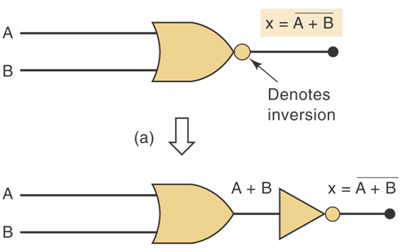 x = A + B
A
B
Denotes
inversion
(a)
A
A + B
x = A + B
B